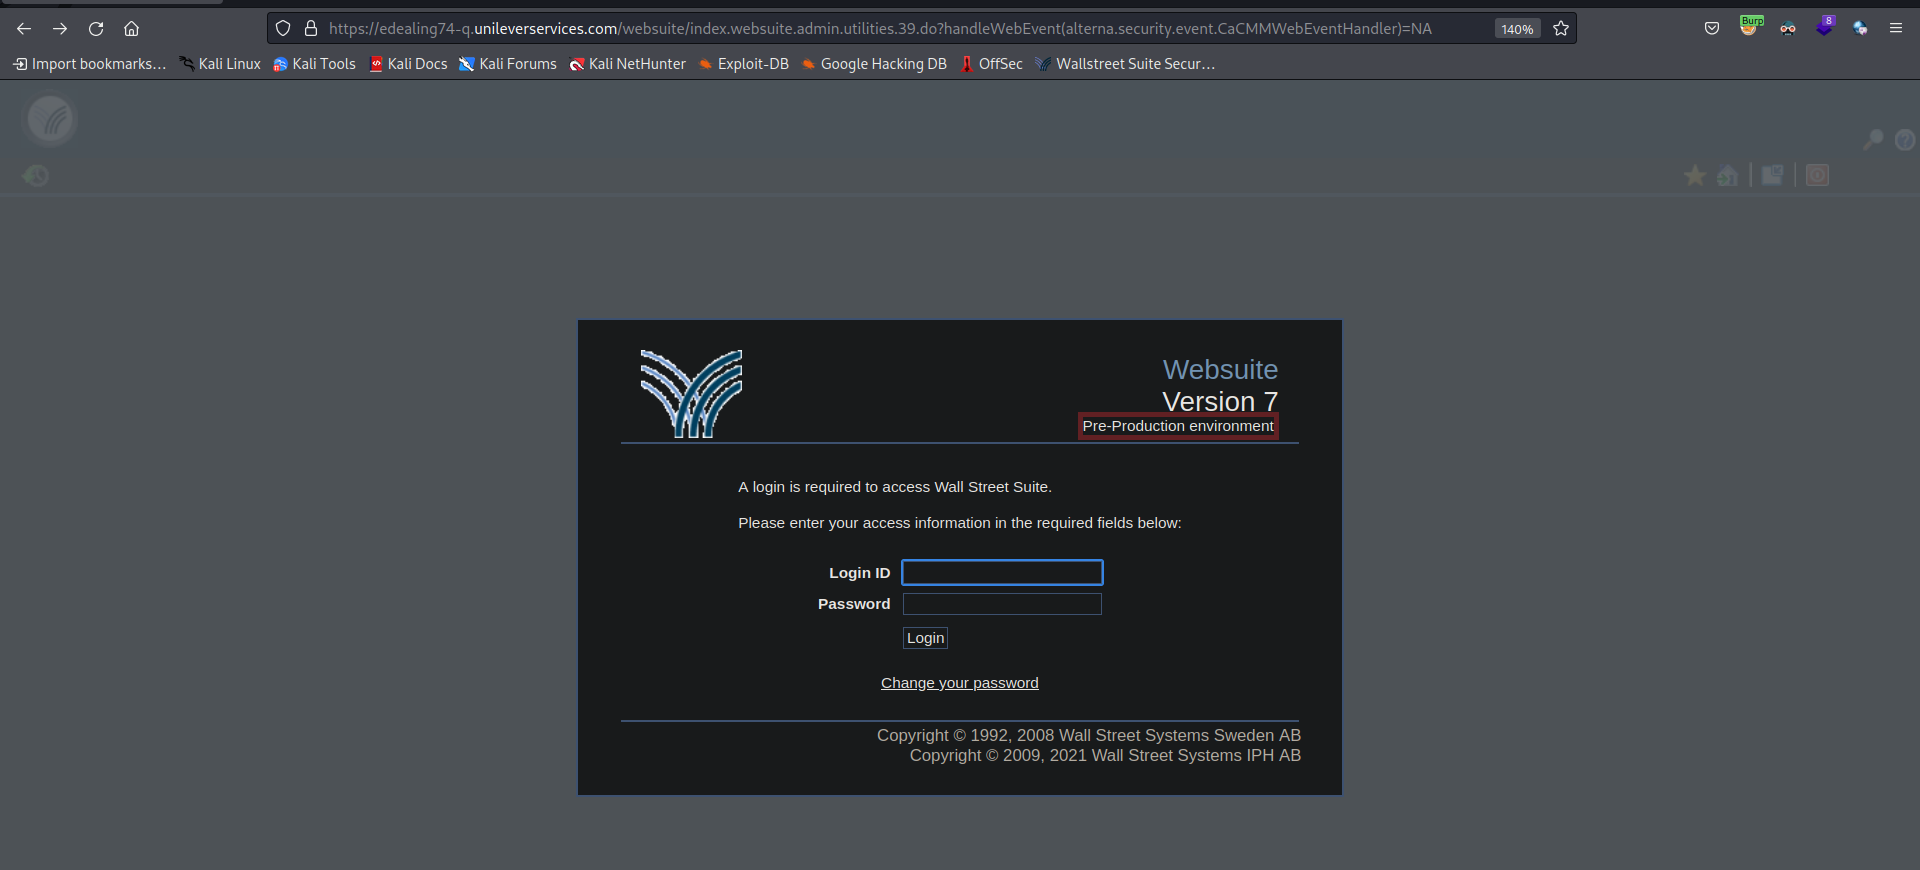 https://edealing74-q.unileverservices.com/websuite/index.websuite.admin.utilities.39.do?handleWebEvent(alterna.security.event.CaCMMWebEventHandler)=NA 140% Burp 8
Import bookmarks... Kali Linux Kali Tools Kali Docs Kali Forums Kali NetHunter Exploit-DB Google Hacking DB OffSec Wallstreet Suite Secur...
Websuite
Version 7
Pre-Production environment
A login is required to access Wall Street Suite.
Please enter your access information in the required fields below:
Login ID
Password
Login
Change your password
Copyright © 1992, 2008 Wall Street Systems Sweden AB
Copyright © 2009, 2021 Wall Street Systems IPH AB